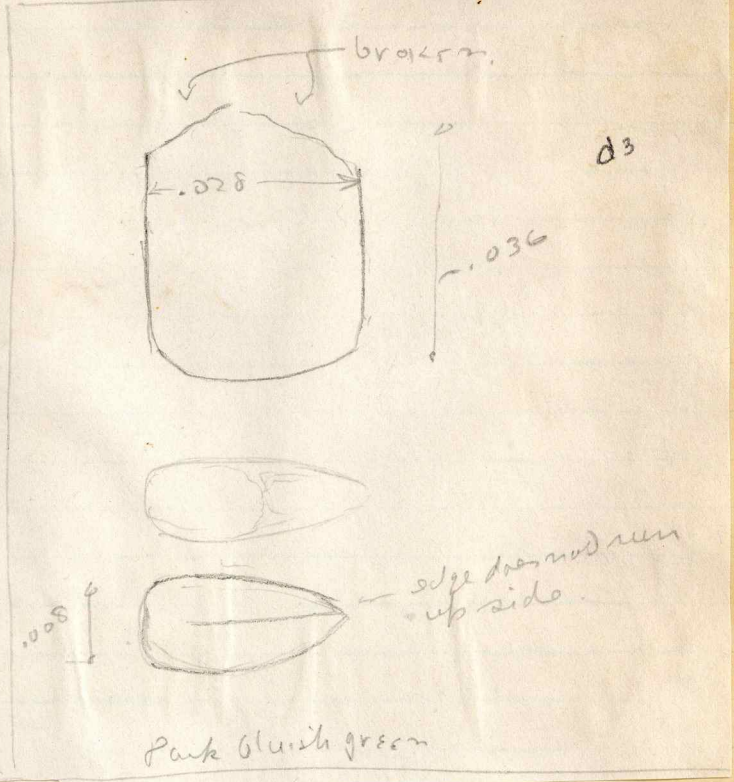 broken.
d3
.028
.036
edge does not run
up side.
.008
Dark bluish green